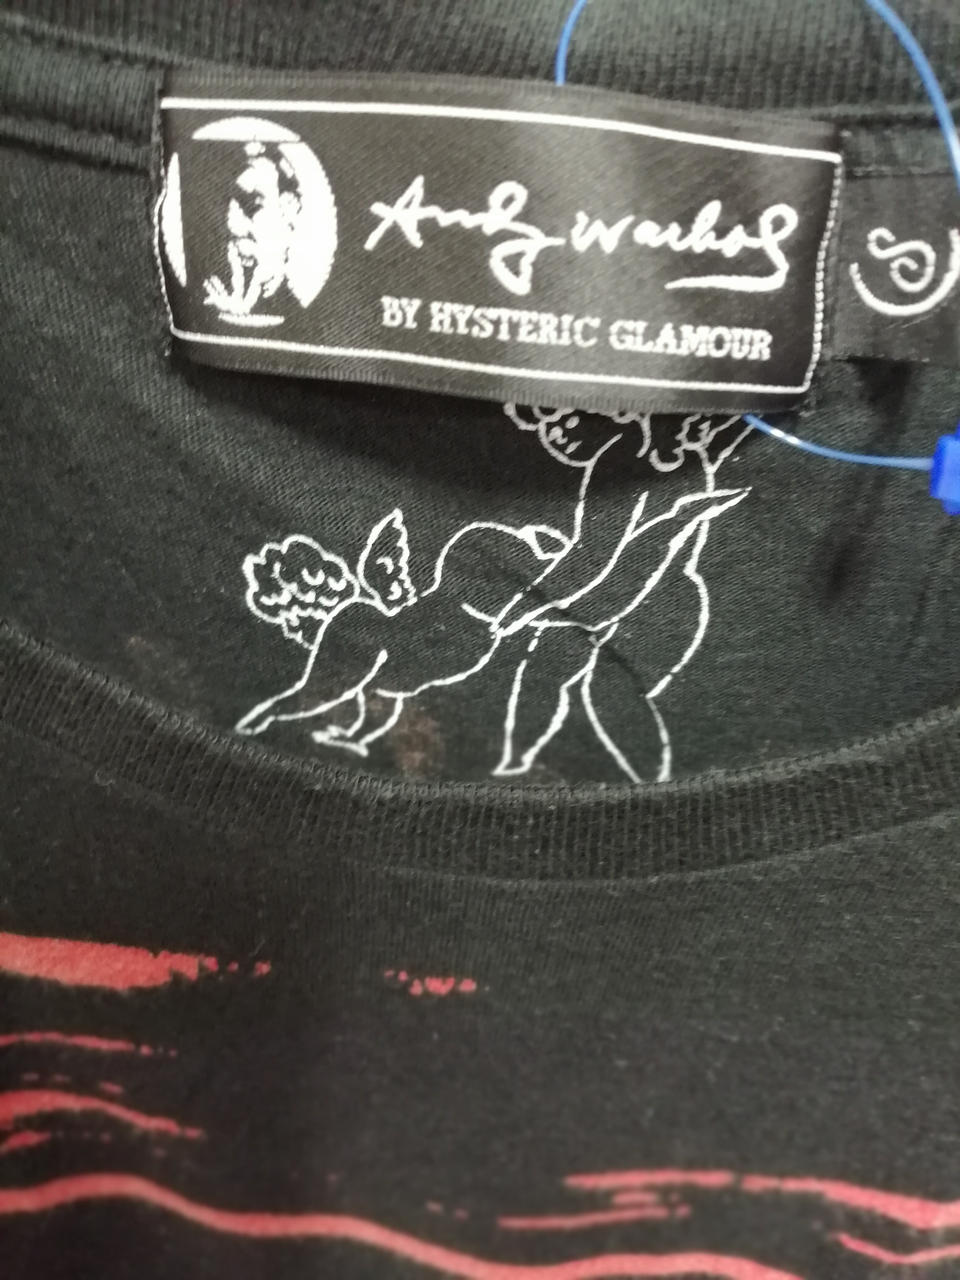 Andy Warhol
BY HYSTERIC GLAMOUR
S